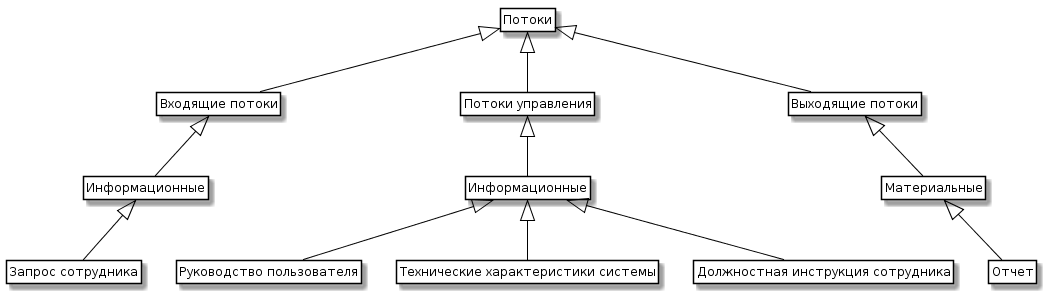 Потоки
Входящие потоки
Потоки управления
Выходящие потоки
Информационные
Информационные
Материальные
Запрос сотрудника
Руководство пользователя
Технические характеристики системы
Должностная инструкция сотрудника
Отчет